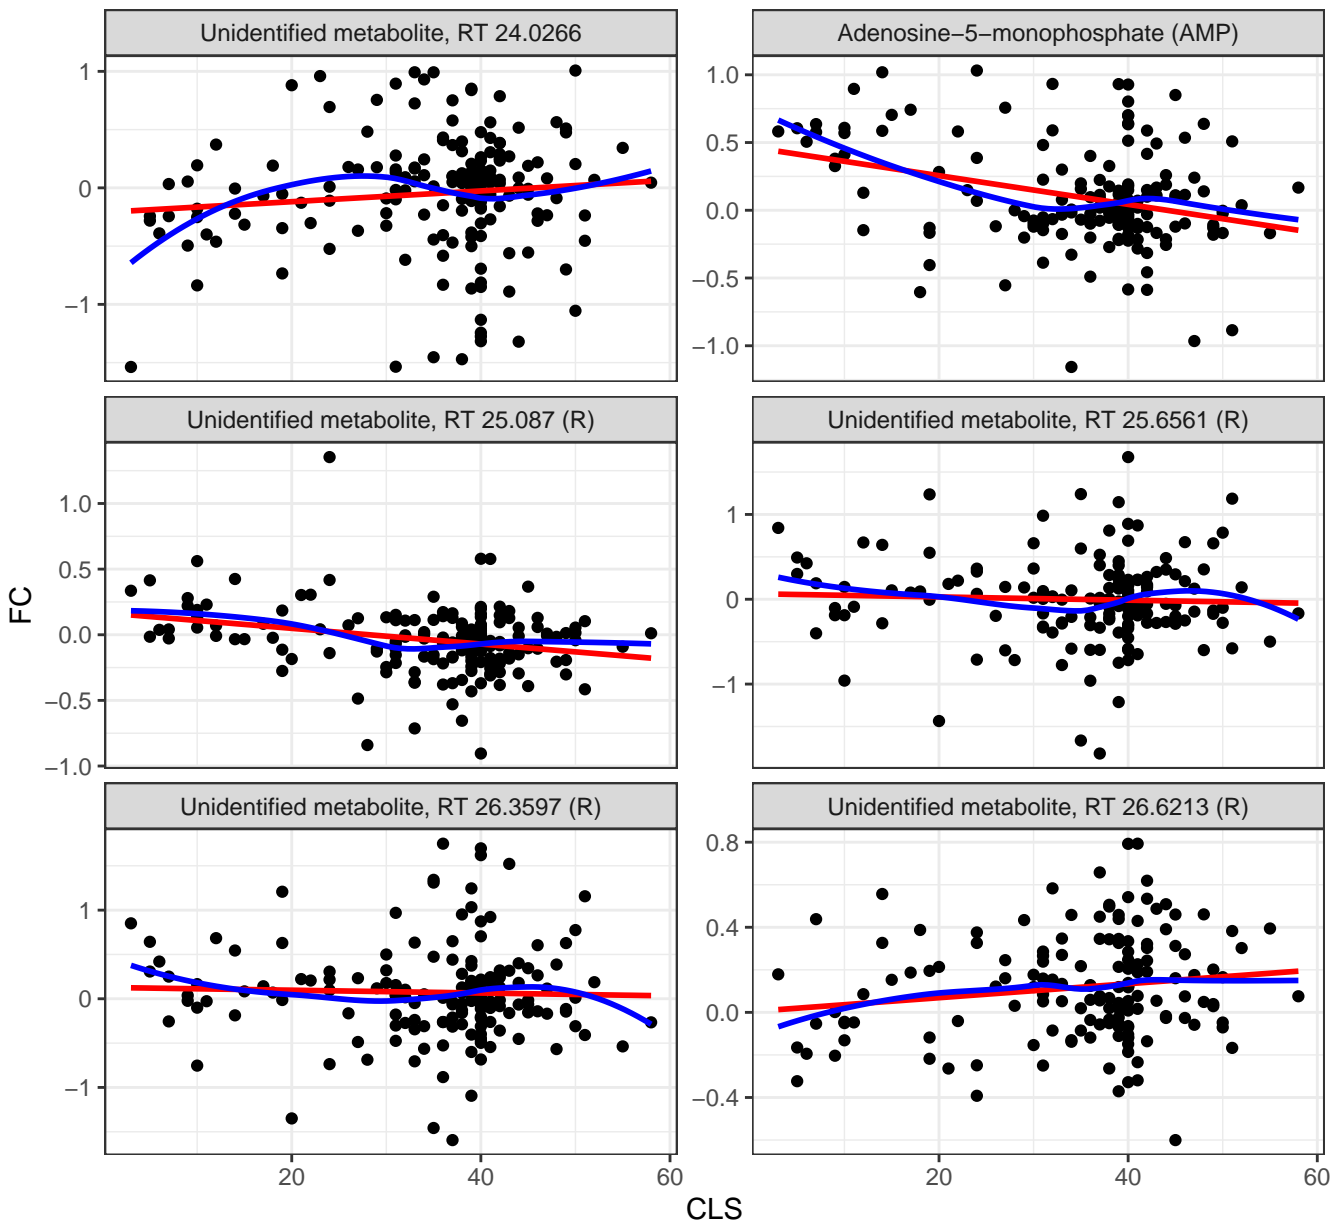 Unidentified metabolite, RT 24.0266
Adenosine−5−monophosphate (AMP)
1
0
−1
1.0
0.5
0.0
−0.5
−1.0
Unidentified metabolite, RT 25.087 (R)
Unidentified metabolite, RT 25.6561 (R)
1.0
0.5
0.0
−0.5
−1.0
1
0
−1
FC
Unidentified metabolite, RT 26.3597 (R)
Unidentified metabolite, RT 26.6213 (R)
1
0
−1
0.8
0.4
0.0
−0.4
20 40 60
20 40 60
CLS